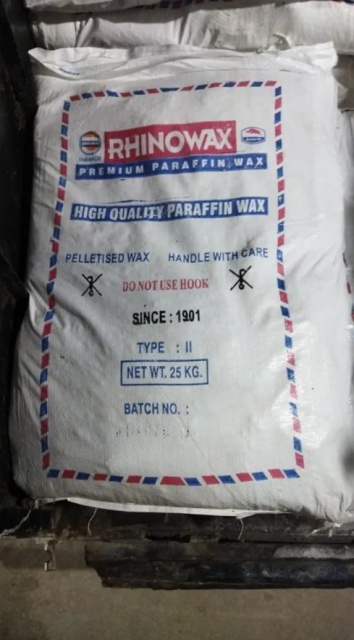 RHINOWAX
PREMIUM PARAFFIN WAX
HIGH QUALITY PARAFFIN WAX
PELLETISED WAX HANDLE WITH CARE
DO NOT USE HOOK
SINCE : 1901
TYPE : II
NET WT. 25 KG.
BATCH NO. :